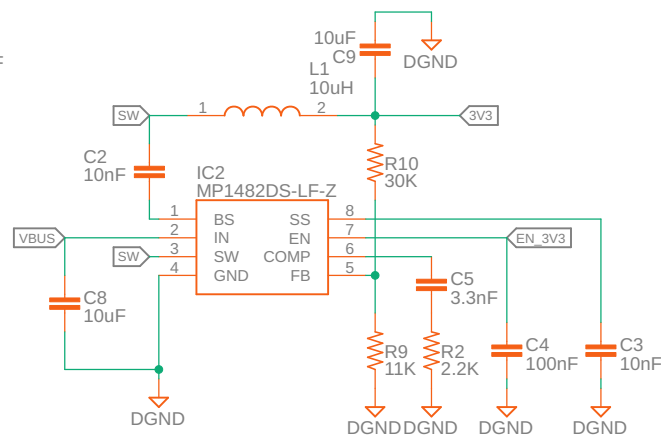 10uF
C9
DGND
L1
10uH
SW
1
2
3V3
C2
10nF
R10
30K
IC2
MP1482DS-LF-Z
1
BS
SS
8
VBUS
2
IN
EN
7
EN_3V3
SW
3
SW
COMP
6
4
GND
FB
5
C8
10uF
C5
3.3nF
R9
11K
R2
2.2K
C4
100nF
C3
10nF
DGND
DGND
DGND
DGND
DGND